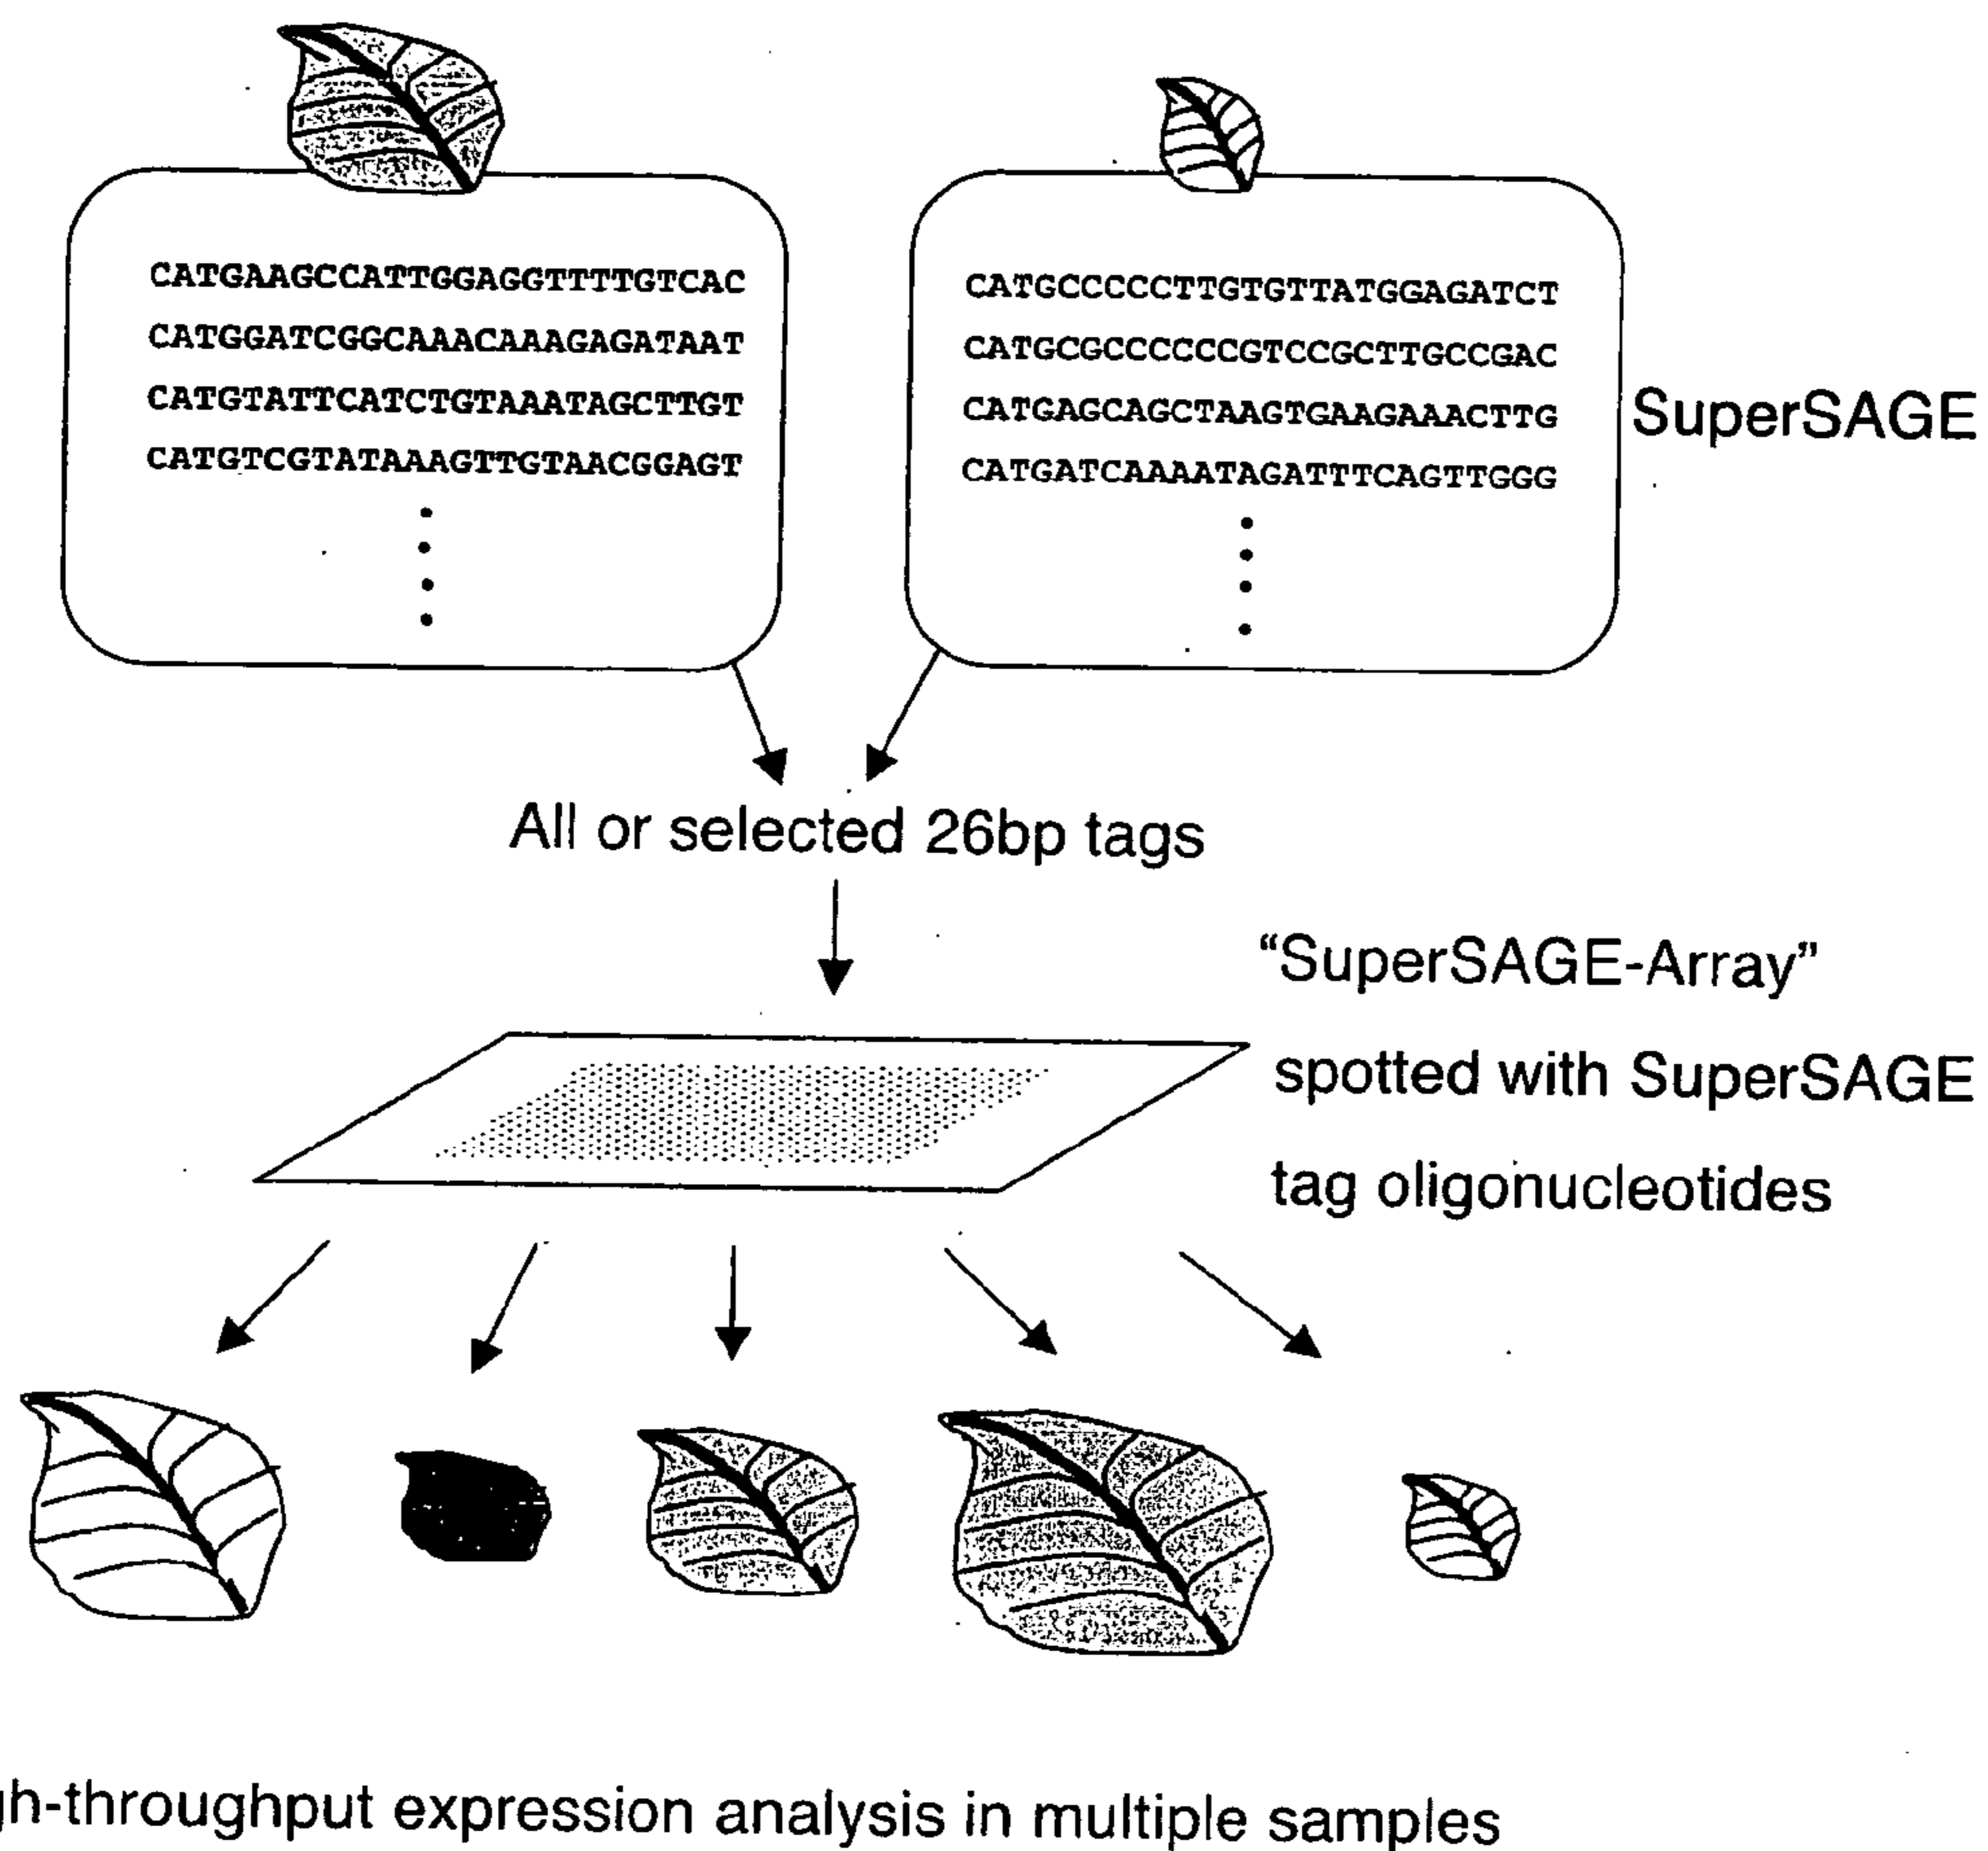 CATGAAGCCATTGGAGGTTTTGTCAC
CATGGATCGGCAAACAAAGAGATAAT
CATGTATTCATCTGTAAATAGCTTGT
CATGTCGTATAAAGTTGTAACGGAGT
CATGCCCCCTTGTGTTATGGAGATCT
CATGCGCCCCCCGTCCGCTTGCCGAC
CATGAGCAGCTAAGTGAAGAAACTTG
CATGATCAAAATAGATTTCAGTTGGG
SuperSAGE
All or selected 26bp tags
“SuperSAGE-Array”
spotted with SuperSAGE
tag oligonucleotides
gh-throughput expression analysis in multiple samples